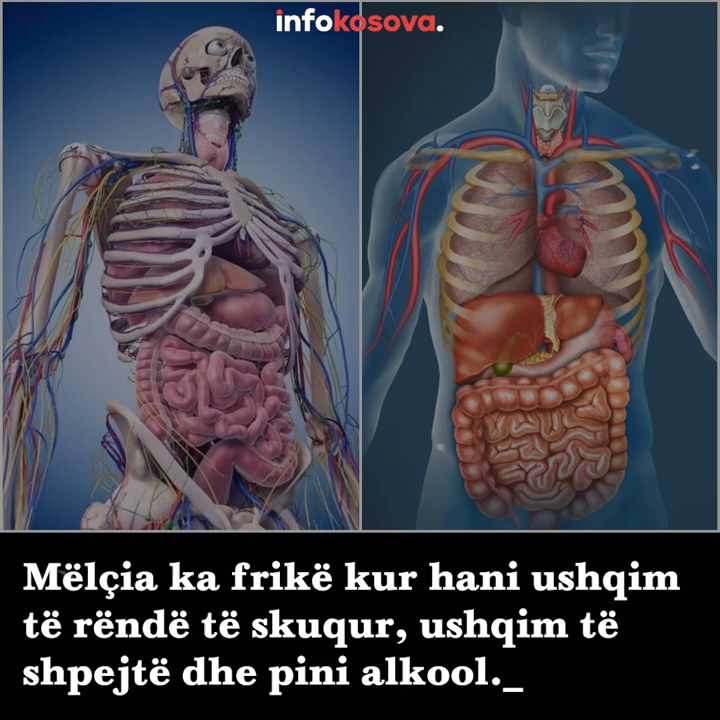 infokosova.
Mëlçia ka frikë kur hani ushqim
të rëndë të skuqur, ushqim të
shpejtë dhe pini alkool._